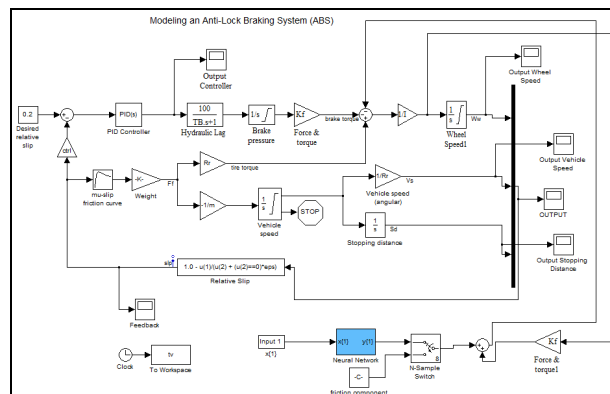 Modeling an Anti-Lock Braking System (ABS)
Output
Controller
Output Wheel
Speed
0.2
Desired
relative
slip
PID(s)
PID Controller
100
TB.s+1
Hydraulic Lag
1/s
Brake
pressure
Kf
Force &
torque
brake torque
1/I
1
s
Wheel
Speed1
Ww
ctrl
mu-slip
friction curve
-K-
Weight
Ff
Rr
tire torque
-1/m
1
s
Vehicle
speed
STOP
1/Rr
Vehicle speed
(angular)
Vs
Output Vehicle
Speed
OUTPUT
1
s
Stopping distance
Sd
Output Stopping
Distance
slp
1.0 - u(1)/(u(2) + (u(2)==0)*eps)
Relative Slip
Feedback
Clock
tv
To Workspace
Input 1
x[1]
x[1]
y[1]
Neural Network
-C-
friction component
N-Sample
Switch
8
Kf
Force &
torque1